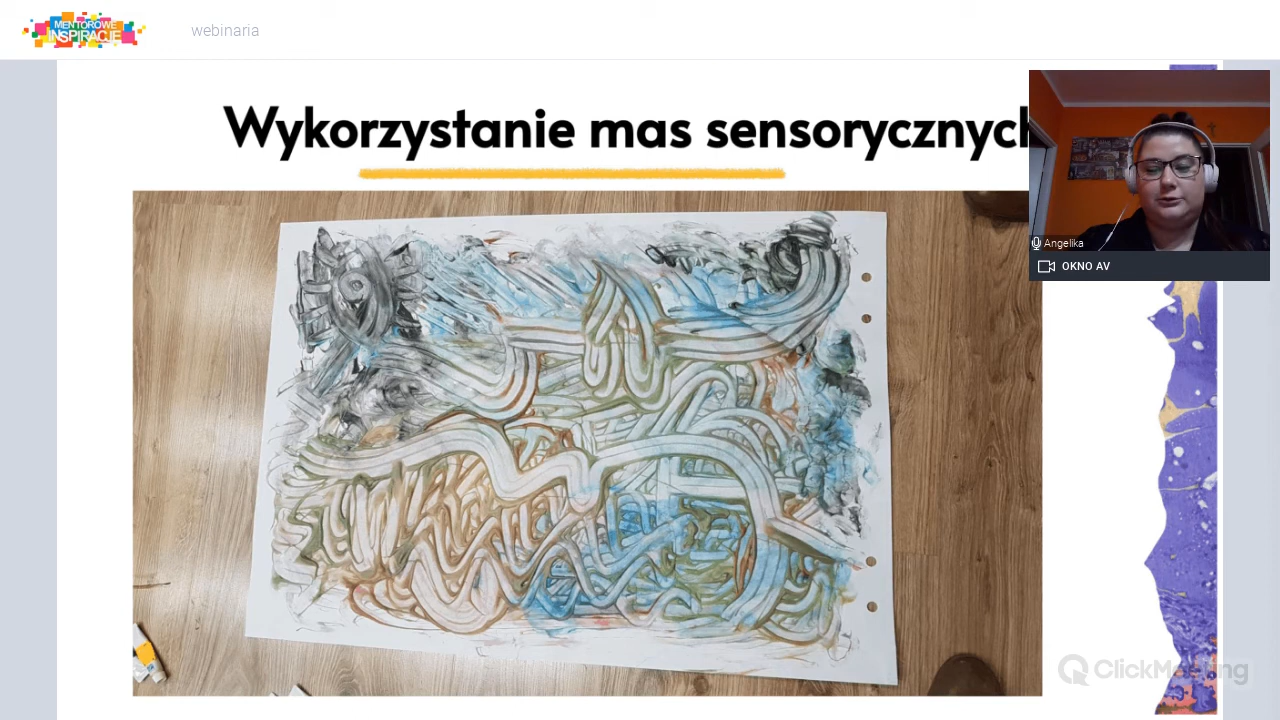 MENTOROWE
INSPIRACJE
webinaria
Wykorzystanie mas sensorycznych
Angelika
OKNO AV
ClickMeeting